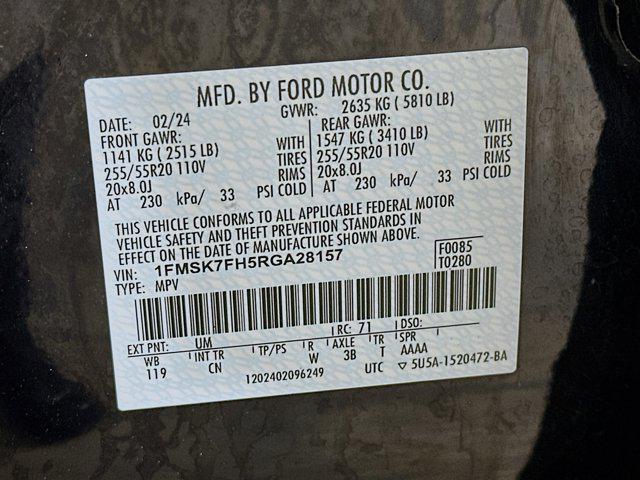 MFD. BY FORD MOTOR CO.
DATE: 02/24 GVWR: 2635 KG ( 5810 LB)
FRONT GAWR: REAR GAWR:
1141 KG ( 2515 LB) WITH 1547 KG ( 3410 LB) WITH
255/55R20 110V TIRES 255/55R20 110V TIRES
20x8.0J RIMS 20x8.0J RIMS
AT 230 kPa/ 33 PSI COLD AT 230 kPa/ 33 PSI COLD
THIS VEHICLE CONFORMS TO ALL APPLICABLE FEDERAL MOTOR
VEHICLE SAFETY AND THEFT PREVENTION STANDARDS IN
EFFECT ON THE DATE OF MANUFACTURE SHOWN ABOVE.
VIN: 1FMSK7FH5RGA28157 F0085
TYPE: MPV T0280
EXT PNT: UM RC: 71 DSO:
WB INT TR TP/PS R AXLE TR SPR
119 CN W 3B T AAAA
1202402096249 UTC ▽ 5U5A-1520472-BA